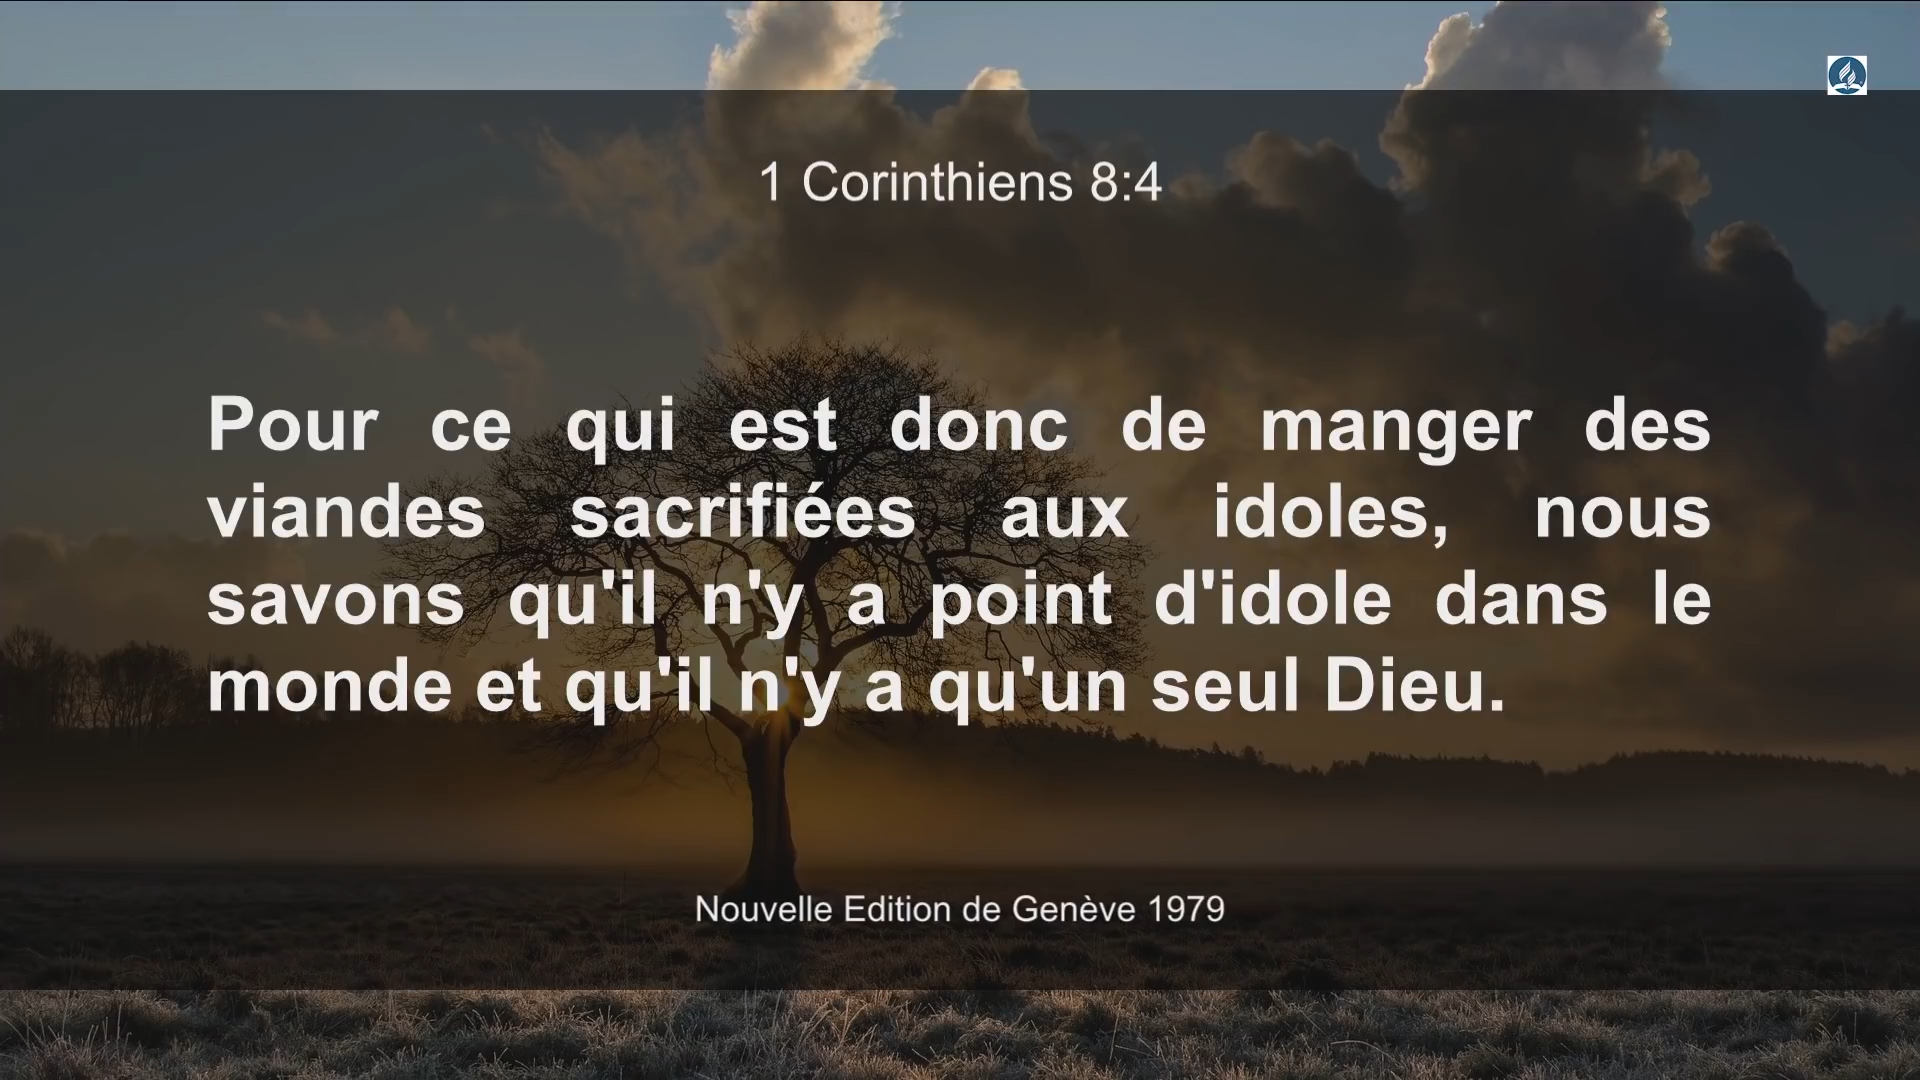 1 Corinthiens 8:4
Pour ce qui est donc de manger des
viandes sacrifiées aux idoles, nous
savons qu'il n'y a point d'idole dans le
monde et qu'il n'y a qu'un seul Dieu.
Nouvelle Edition de Genève 1979